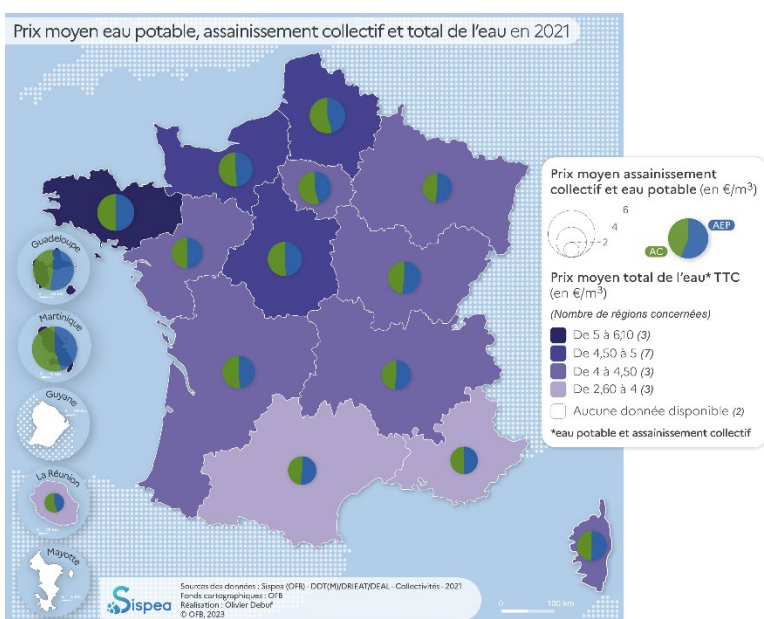 Prix moyen eau potable, assainissement collectif et total de l'eau en 2021
Prix moyen assainissement
collectif et eau potable (en €/m³)
6
4
2
AEP
AC
Prix moyen total de l'eau* TTC
(en €/m³)
(Nombre de régions concernées)
De 5 à 6,10 (3)
De 4,50 à 5 (7)
De 4 à 4,50 (3)
De 2,60 à 4 (3)
Aucune donnée disponible (2)
*eau potable et assainissement collectif
Guadeloupe
Martinique
Guyane
La Réunion
Mayotte
Sispea
Sources des données : Sispea (OFB) - DDT(M)/DRIEAT/DEAL - Collectivités - 2021
Fonds cartographiques : OFB
Réalisation : Olivier Debuf
© OFB, 2023
0 100 km